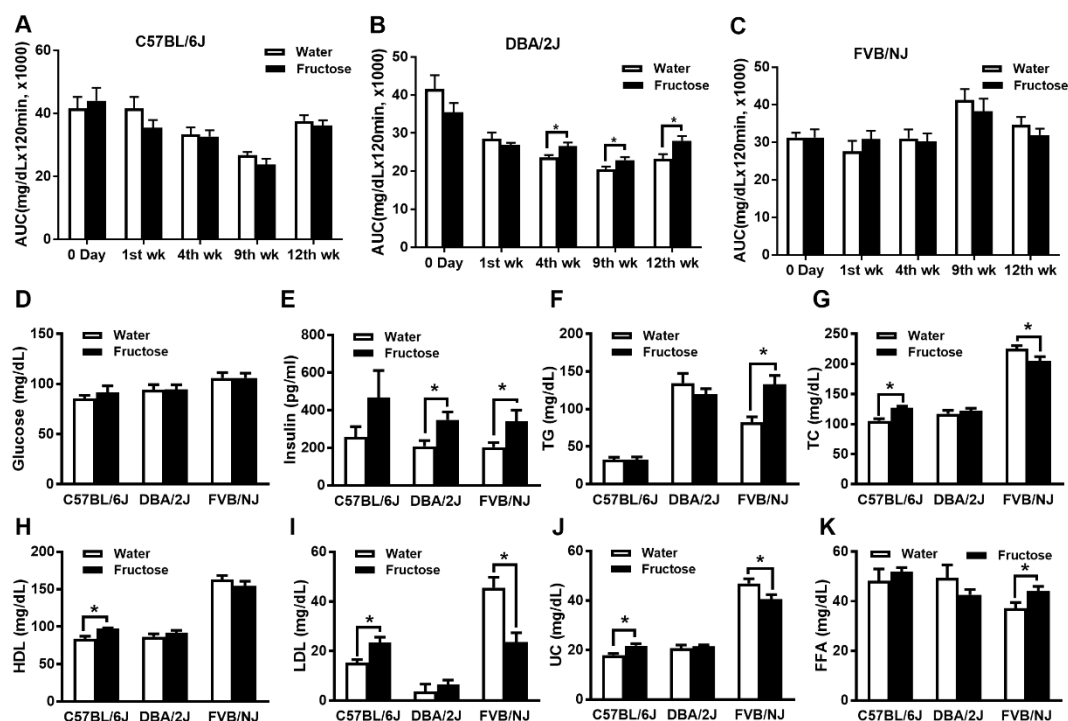 A
C57BL/6J
Water
Fructose
AUC(mg/dLx120min, x1000)
60
40
20
0
0 Day 1st wk 4th wk 9th wk 12th wk
B
DBA/2J
Water
Fructose
AUC(mg/dLx120min, x1000)
50
40
30
20
10
0
* * *
0 Day 1st wk 4th wk 9th wk 12th wk
C
FVB/NJ
Water
Fructose
AUC(mg/dLx120min, x1000)
50
40
30
20
10
0
0 Day 1st wk 4th wk 9th wk 12th wk
D
Water
Fructose
Glucose (mg/dL)
150
100
50
0
C57BL/6J DBA/2J FVB/NJ
E
Water
Fructose
Insulin (pg/ml)
800
600
400
200
0
* *
C57BL/6J DBA/2J FVB/NJ
F
Water
Fructose
TG (mg/dL)
200
150
100
50
0
*
C57BL/6J DBA/2J FVB/NJ
G
Water
Fructose
TC (mg/dL)
250
200
150
100
50
0
* *
C57BL/6J DBA/2J FVB/NJ
H
Water
Fructose
HDL (mg/dL)
200
150
100
50
0
*
C57BL/6J DBA/2J FVB/NJ
I
Water
Fructose
LDL (mg/dL)
60
40
20
0
* *
C57BL/6J DBA/2J FVB/NJ
J
Water
Fructose
UC (mg/dL)
60
40
20
0
* *
C57BL/6J DBA/2J FVB/NJ
K
Water Fructose
FFA (mg/dL)
60
40
20
0
*
C57BL/6J DBA/2J FVB/NJ